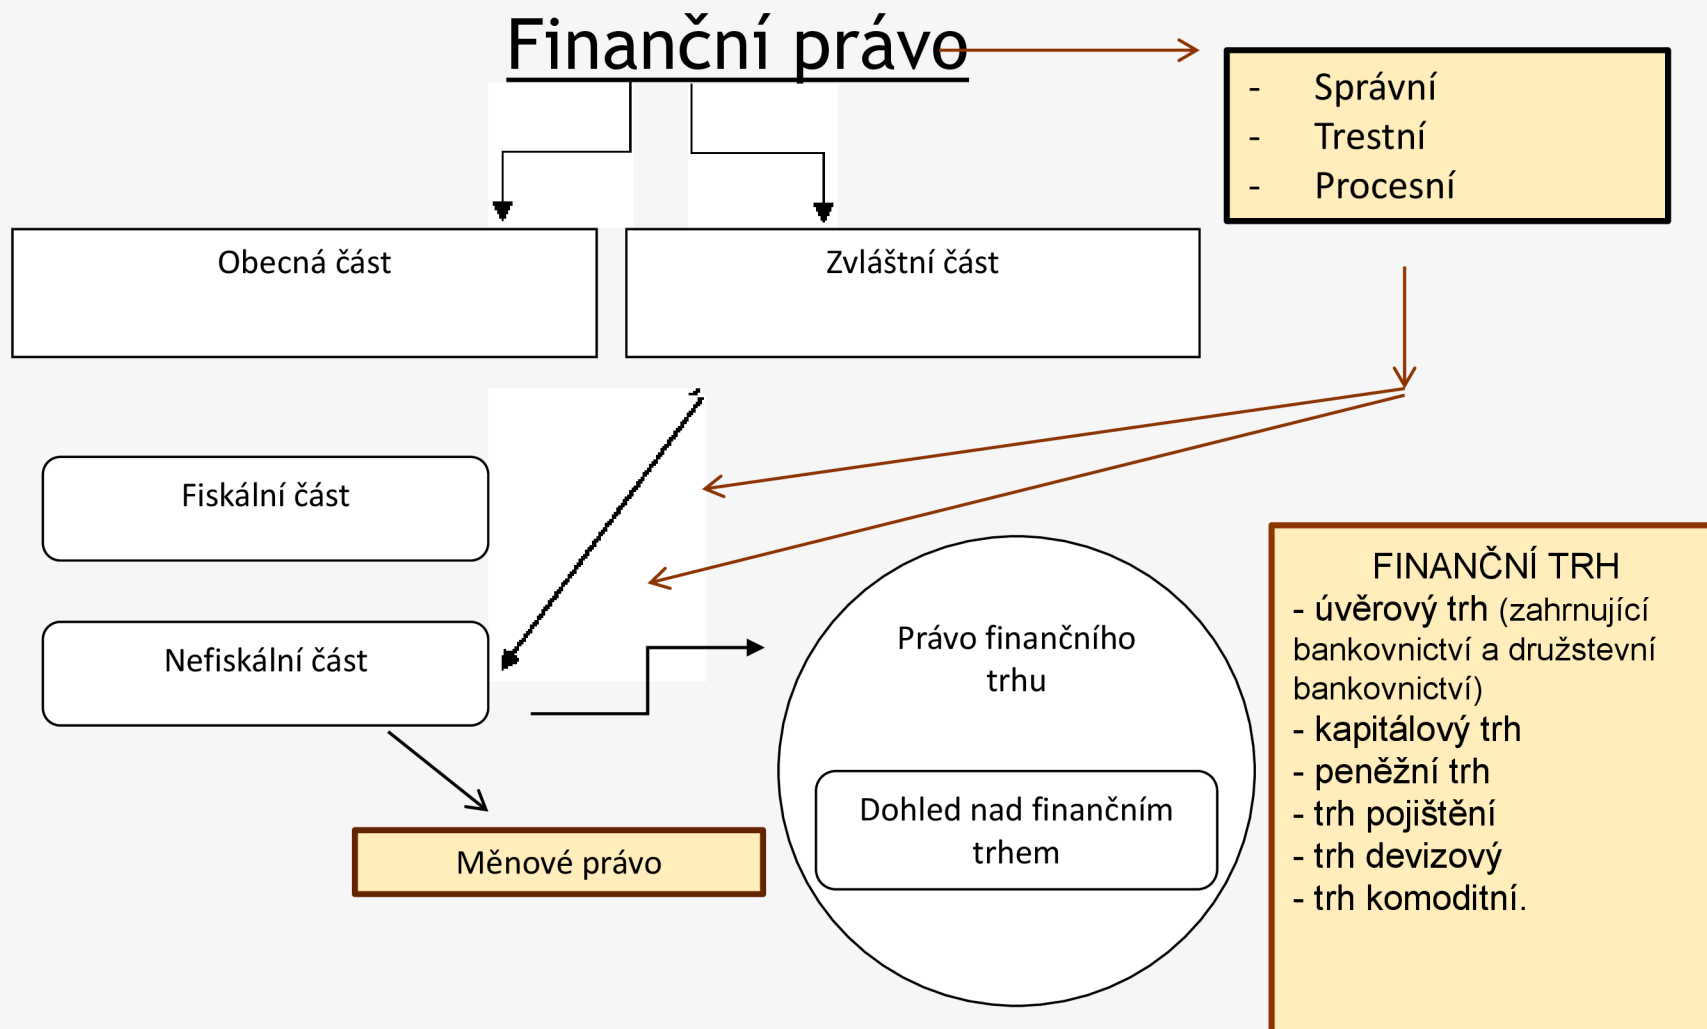 Finanční právo
- Správní
- Trestní
- Procesní
Obecná část
Zvláštní část
Fiskální část
Nefiskální část
Měnové právo
Právo finančního
trhu
Dohled nad finančním
trhem
FINANČNÍ TRH
- úvěrový trh (zahrnující
bankovnictví a družstevní
bankovnictví)
- kapitálový trh
- peněžní trh
- trh pojištění
- trh devizový
- trh komoditní.